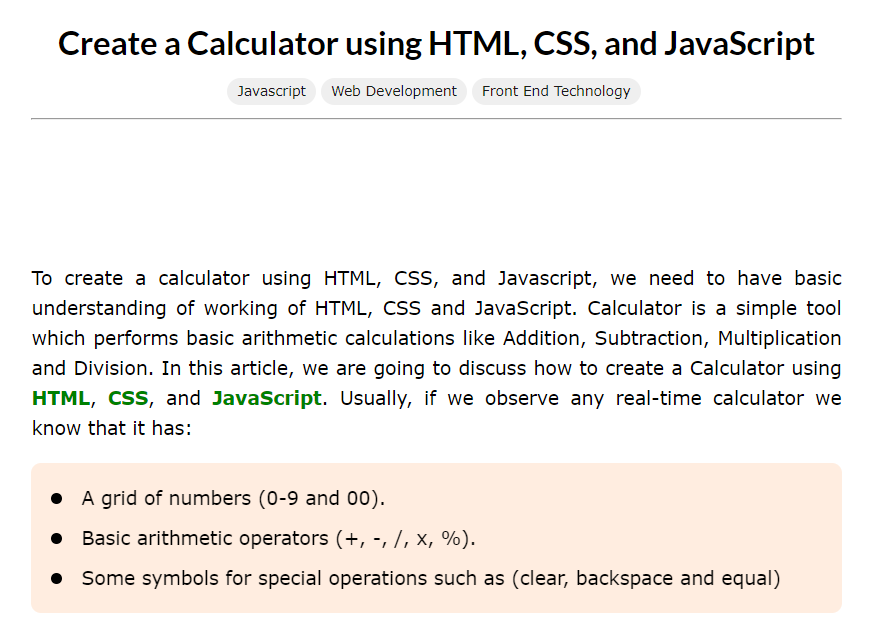 Create a Calculator using HTML, CSS, and JavaScript
Javascript Web Development Front End Technology
To create a calculator using HTML, CSS, and Javascript, we need to have basic
understanding of working of HTML, CSS and JavaScript. Calculator is a simple tool
which performs basic arithmetic calculations like Addition, Subtraction, Multiplication
and Division. In this article, we are going to discuss how to create a Calculator using
HTML, CSS, and JavaScript. Usually, if we observe any real-time calculator we
know that it has:
● A grid of numbers (0-9 and 00).
● Basic arithmetic operators (+, -, /, x, %).
● Some symbols for special operations such as (clear, backspace and equal)